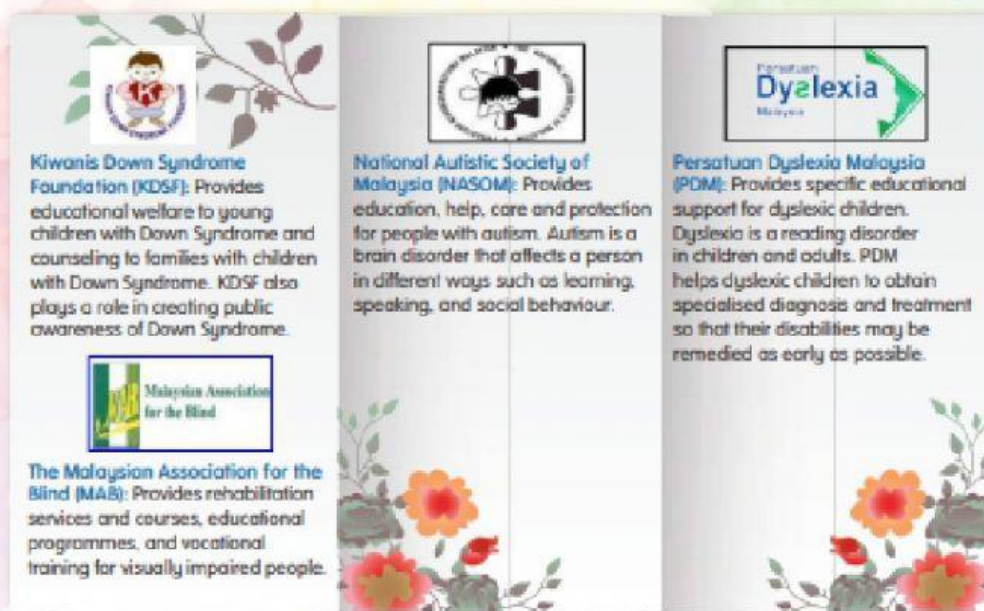 Kiwanis Down Syndrome
Foundation (KDSF): Provides
educational welfare to young
children with Down Syndrome and
counseling to families with children
with Down Syndrome. KDSF also
plays a role in creating public
awareness of Down Syndrome.
Malaysian Association
for the Blind
The Malaysian Association for the
Blind (MAB): Provides rehabilitation
services and courses, educational
programmes, and vocational
training for visually impaired people.
National Autistic Society of
Malaysia (NASOM): Provides
education, help, care and protection
for people with autism. Autism is a
brain disorder that affects a person
in different ways such as learning,
speaking, and social behaviour.
Persatuan
Dyslexia
Malaysia
Persatuan Dyslexia Malaysia
(PDM): Provides specific educational
support for dyslexic children.
Dyslexia is a reading disorder
in children and adults. PDM
helps dyslexic children to obtain
specialised diagnosis and treatment
so that their disabilities may be
remedied as early as possible.